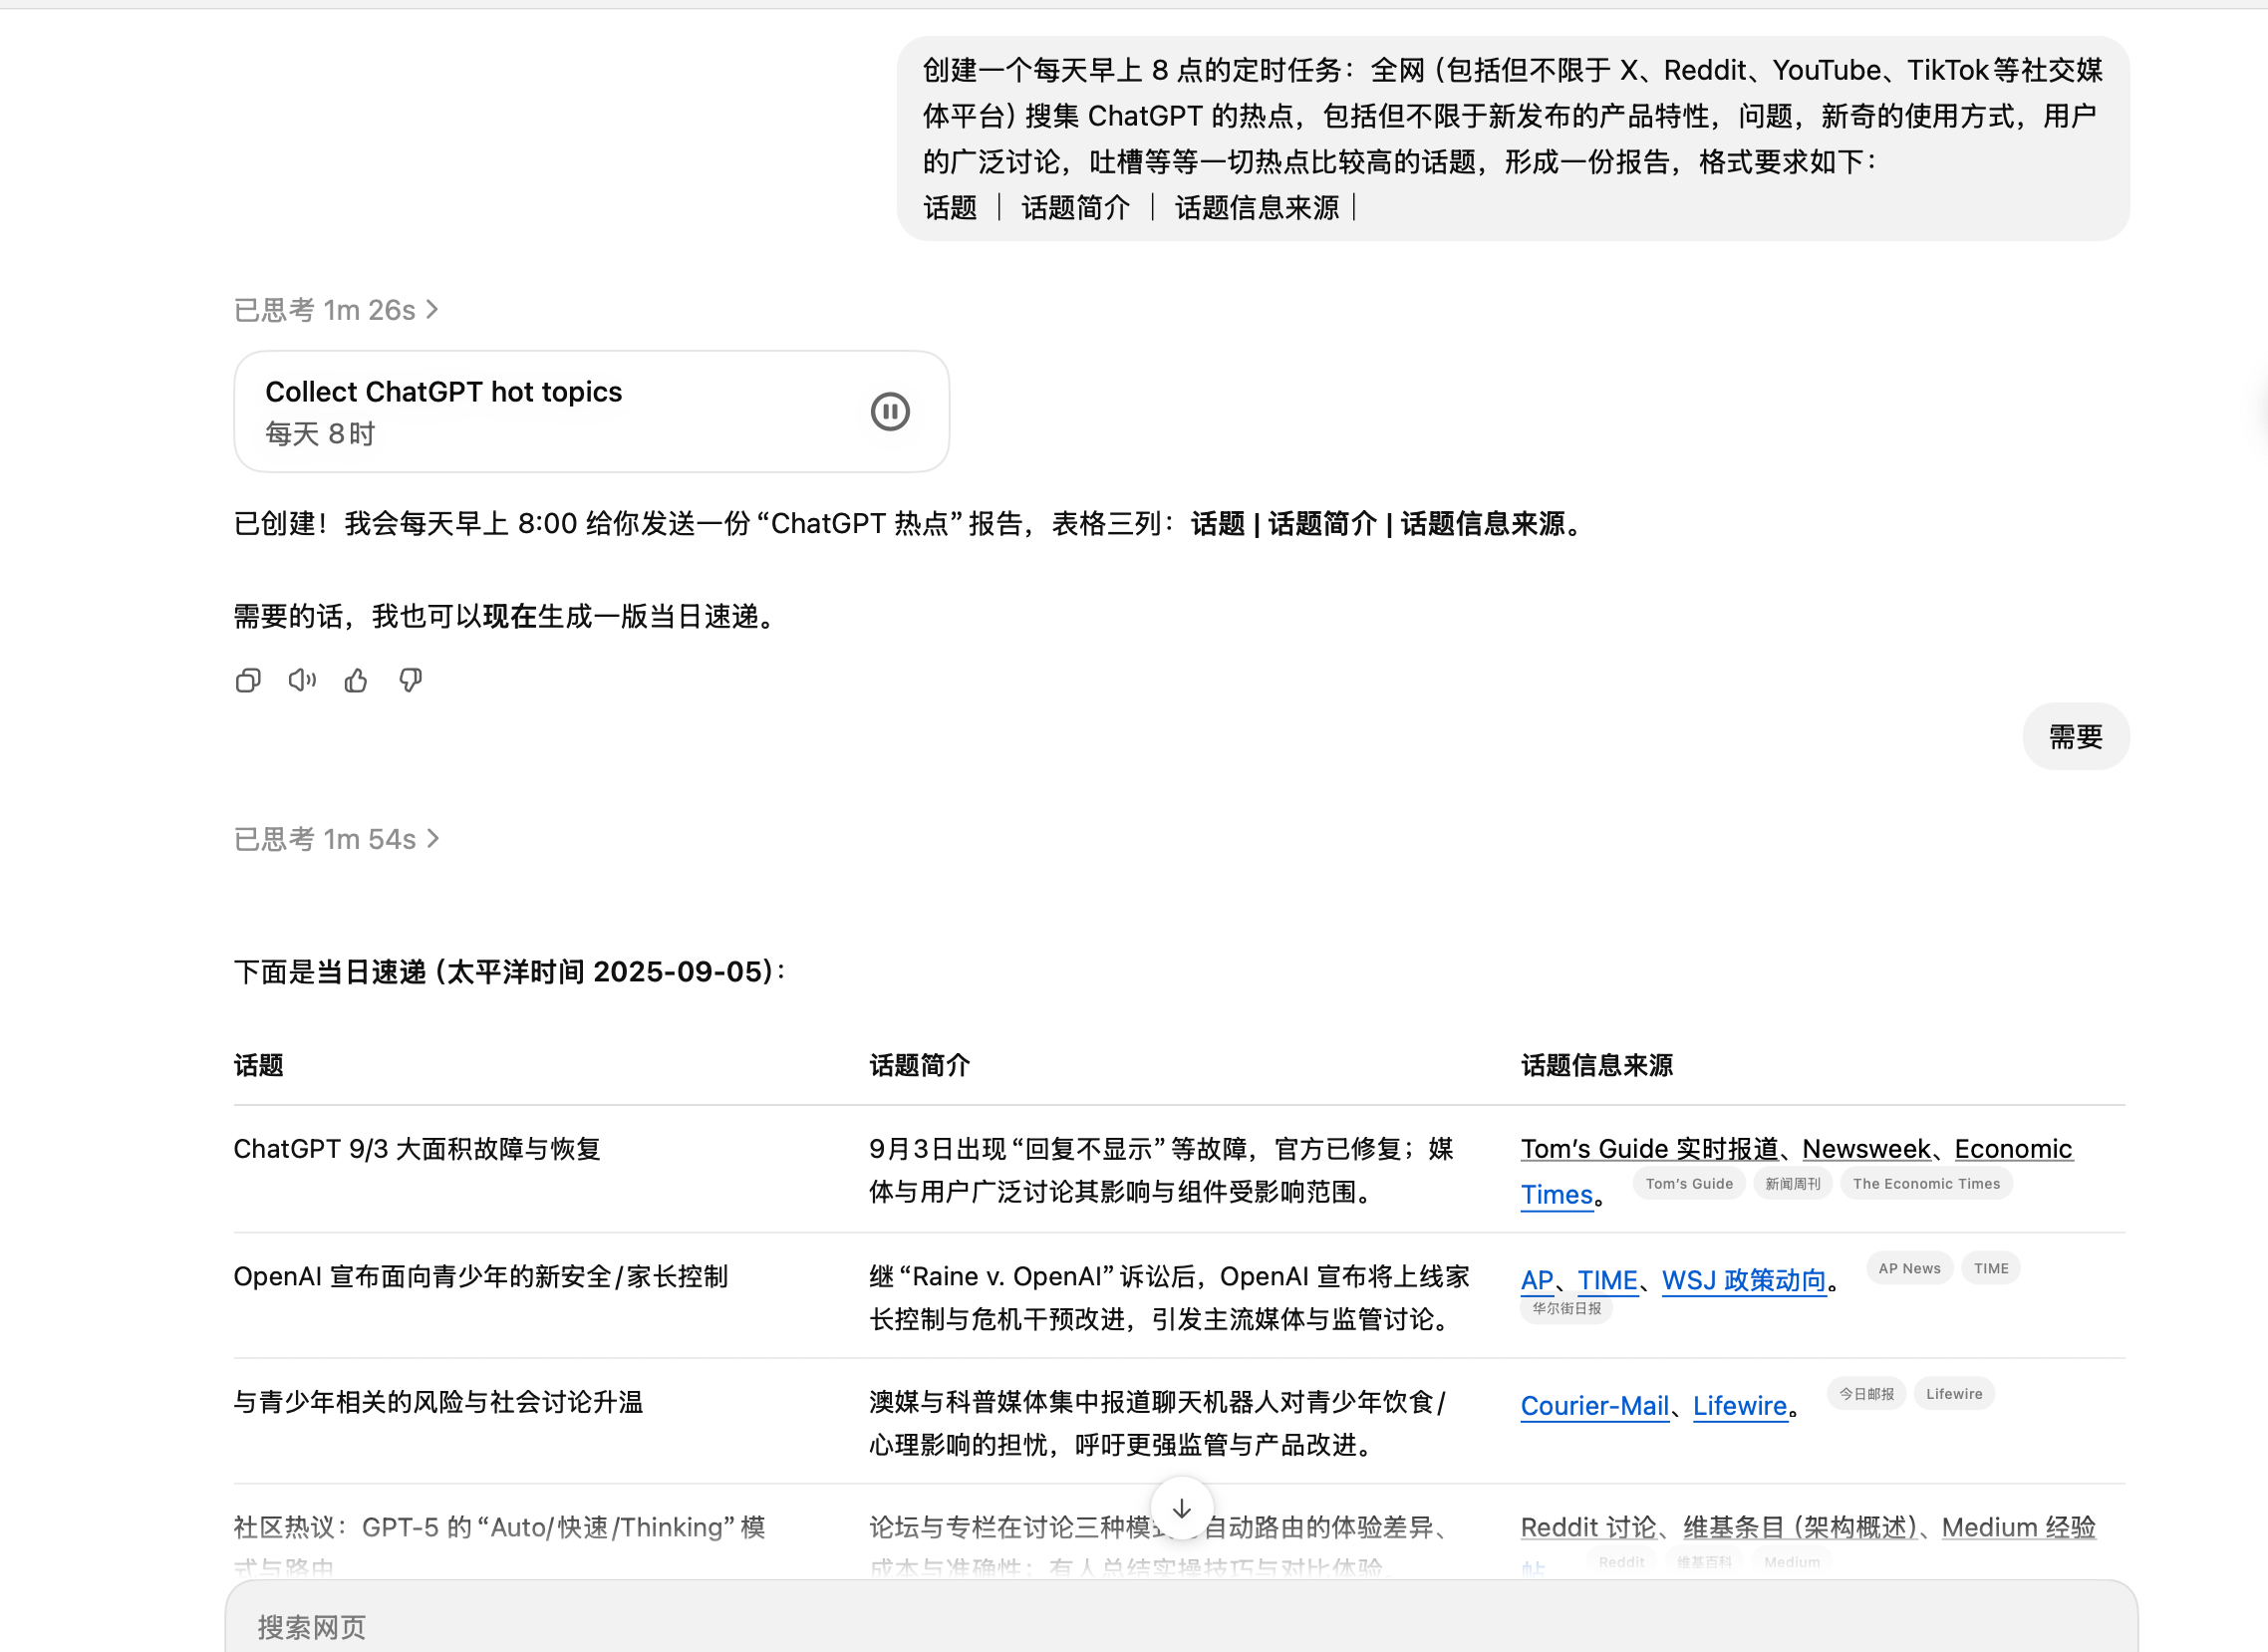 创建一个每天早上 8 点的定时任务：全网（包括但不限于 X、Reddit、YouTube、TikTok等社交媒
体平台）搜集 ChatGPT 的热点，包括但不限于新发布的产品特性，问题，新奇的使用方式，用户
的广泛讨论，吐槽等等一切热点比较高的话题，形成一份报告，格式要求如下：
话题 ｜ 话题简介 ｜ 话题信息来源｜
已思考 1m 26s
Collect ChatGPT hot topics
每天 8时
已创建！我会每天早上 8:00 给你发送一份“ChatGPT 热点”报告，表格三列：话题 | 话题简介 | 话题信息来源。
需要的话，我也可以现在生成一版当日速递。
需要
已思考 1m 54s
下面是当日速递（太平洋时间 2025-09-05）：
话题 话题简介 话题信息来源
ChatGPT 9/3 大面积故障与恢复
9月3日出现“回复不显示”等故障，官方已修复；媒
体与用户广泛讨论其影响与组件受影响范围。
Tom’s Guide 实时报道、Newsweek、Economic
Times。 Tom’s Guide 新闻周刊 The Economic Times
OpenAI 宣布面向青少年的新安全/家长控制
继“Raine v. OpenAI”诉讼后，OpenAI 宣布将上线家
长控制与危机干预改进，引发主流媒体与监管讨论。
AP、TIME、WSJ 政策动向。 AP News TIME
华尔街日报
与青少年相关的风险与社会讨论升温
澳媒与科普媒体集中报道聊天机器人对青少年饮食/
心理影响的担忧，呼吁更强监管与产品改进。
Courier-Mail、Lifewire。 今日邮报 Lifewire
社区热议：GPT-5 的“Auto/快速/Thinking”模
式与路由
论坛与专栏在讨论三种模式 自动路由的体验差异、
成本与准确性；有人总结实操技巧与对比体验。
Reddit 讨论、维基条目（架构概述）、Medium 经验
帖 Reddit 维基百科 Medium
搜索网页